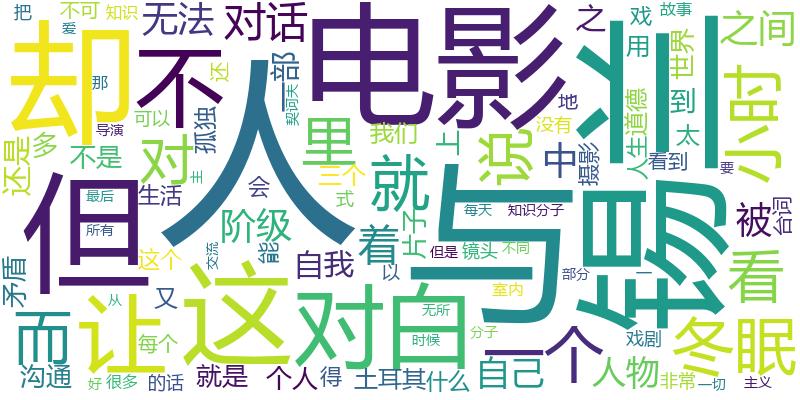 把 不可 知识 无法 对话 电影 之 戏 故事 之间
爱 却 不 还 一部 用 世界 小时
那 人 契诃夫 地 到
导演 可以 对 孤独 里 我们 上 说 没有 人生 道德 太
还是 多 不是 三个 中 摄影 看到 要
但 最后 生活 主 会 式 就 片子 每天 知识分子 与 锡 兰 被 台词
所有 阶级 能 着 但是 镜头 不同 看
矛盾 这个 交流 自我 以 室内 部分 一
而 让 从 又 这 对白 无所 一个 冬眠
每个 时候 分子 戏剧
沟通 好 很多 的话 就是 个人 得 土耳其 什么 自己 人物 非常 一切 主义